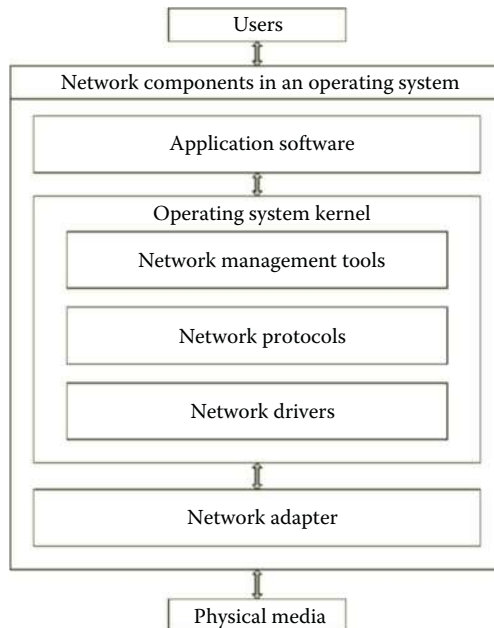 Users
Network components in an operating system
Application software
Operating system kernel
Network management tools
Network protocols
Network drivers
Network adapter
Physical media